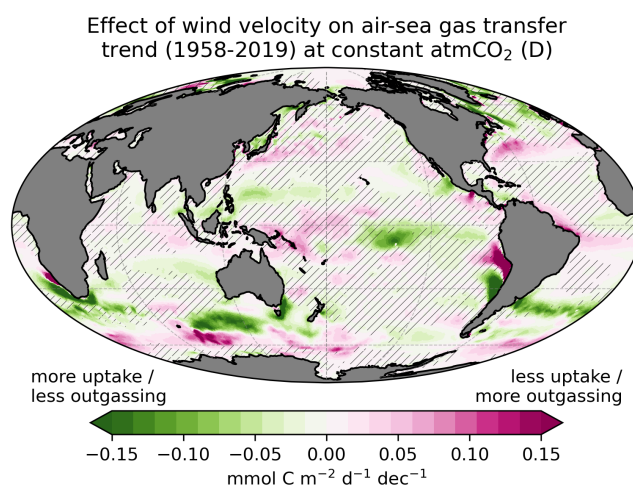 Effect of wind velocity on air-sea gas transfer
trend (1958-2019) at constant atmCO₂ (D)
more uptake /
less outgassing
less uptake /
more outgassing
−0.15 −0.10 −0.05 0.00 0.05 0.10 0.15
mmol C m⁻² d⁻¹ dec⁻¹